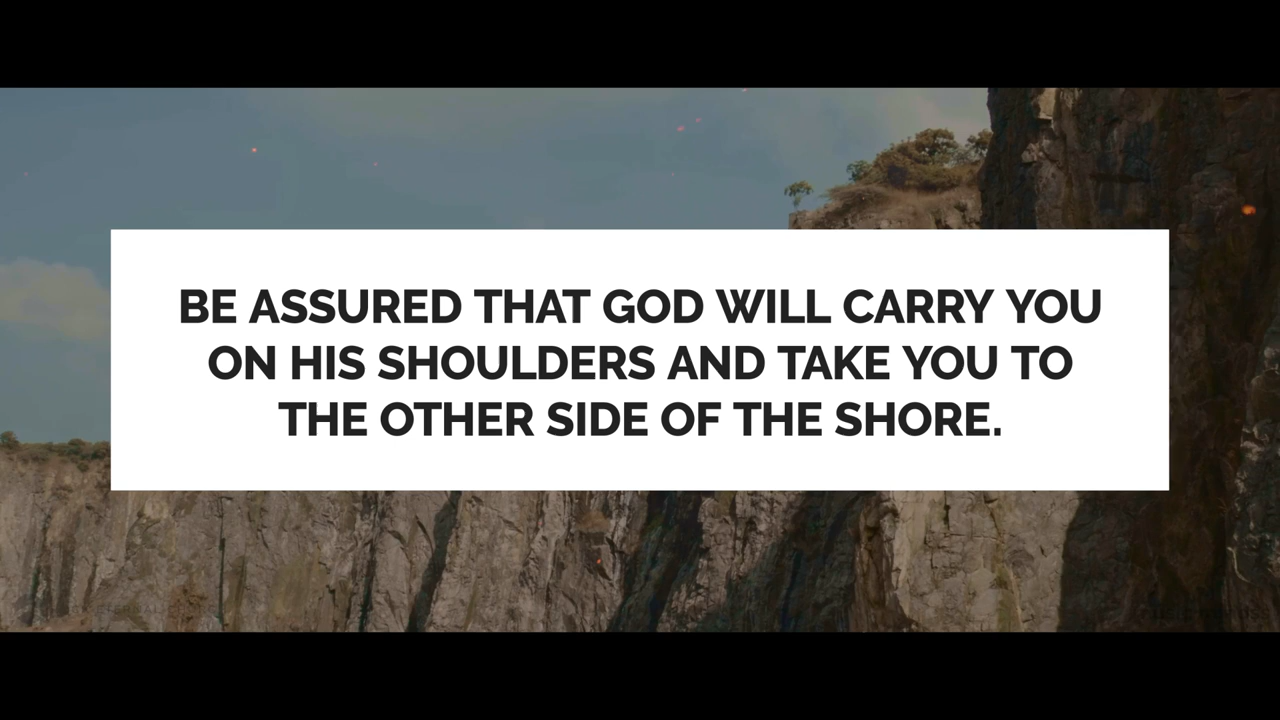 BE ASSURED THAT GOD WILL CARRY YOU
ON HIS SHOULDERS AND TAKE YOU TO
THE OTHER SIDE OF THE SHORE.